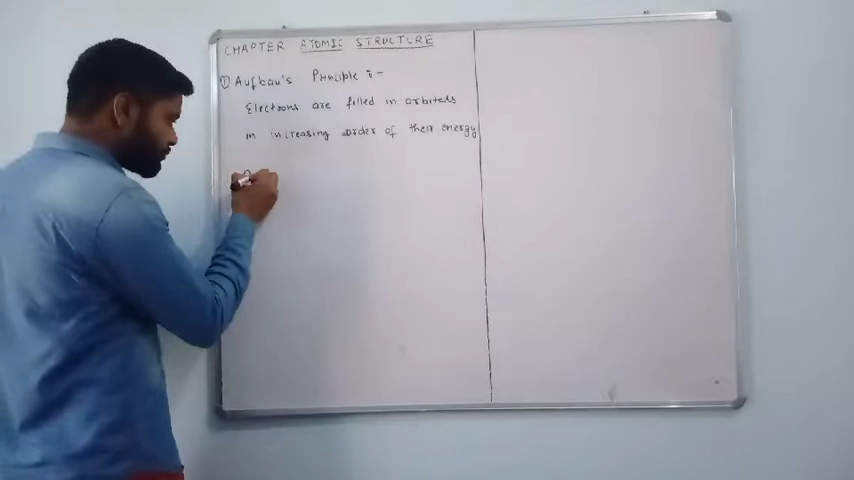 CHAPTER ATOMIC STRUCTURE
① Aufbau's Principle :-
Electrons are filled in orbitals
in increasing order of their energy